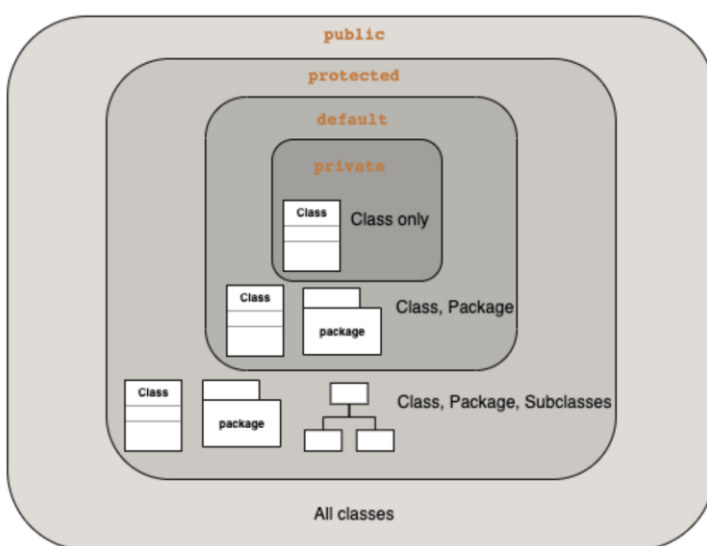 public
protected
default
private
Class
Class only
Class
package
Class, Package
Class
package
Class, Package, Subclasses
All classes